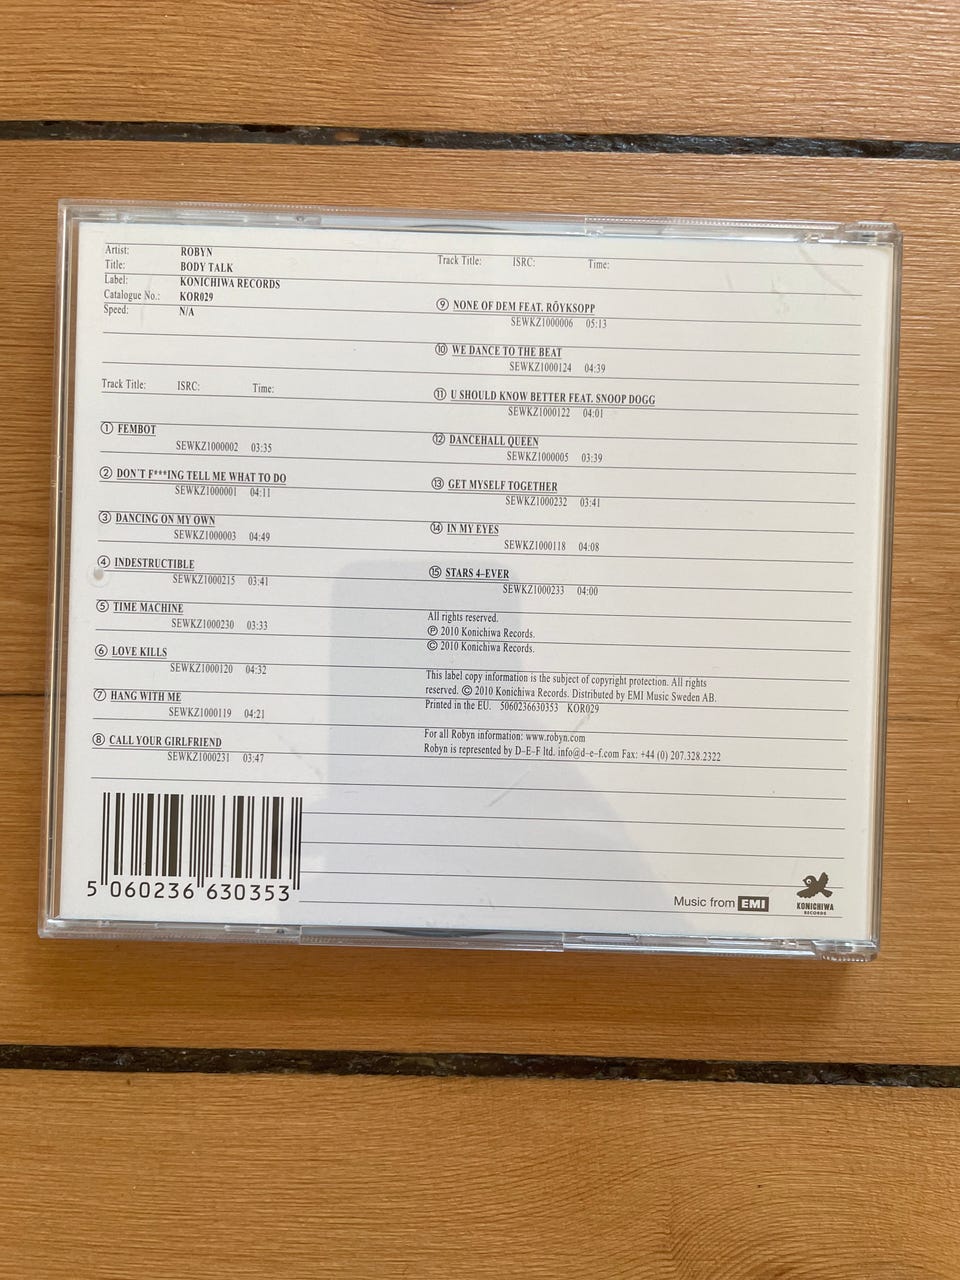 Artist: ROBYN
Title: BODY TALK
Label: KONICHIWA RECORDS
Catalogue No.: KOR029
Speed: N/A
Track Title: ISRC: Time:
① FEMBOT
SEWKZ1000002 03:35
② DON'T F***ING TELL ME WHAT TO DO
SEWKZ1000001 04:11
③ DANCING ON MY OWN
SEWKZ1000003 04:49
④ INDESTRUCTIBLE
SEWKZ1000215 03:41
⑤ TIME MACHINE
SEWKZ1000230 03:33
⑥ LOVE KILLS
SEWKZ1000120 04:32
⑦ HANG WITH ME
SEWKZ1000119 04:21
⑧ CALL YOUR GIRLFRIEND
SEWKZ1000231 03:47
5 060236 630353
Track Title: ISRC: Time:
⑨ NONE OF DEM FEAT. RÖYKSOPP
SEWKZ1000006 05:13
⑩ WE DANCE TO THE BEAT
SEWKZ1000124 04:39
⑪ U SHOULD KNOW BETTER FEAT. SNOOP DOGG
SEWKZ1000122 04:01
⑫ DANCEHALL QUEEN
SEWKZ1000005 03:39
⑬ GET MYSELF TOGETHER
SEWKZ1000232 03:41
⑭ IN MY EYES
SEWKZ1000118 04:08
⑮ STARS 4-EVER
SEWKZ1000233 04:00
All rights reserved.
℗ 2010 Konichiwa Records.
© 2010 Konichiwa Records.
This label copy information is the subject of copyright protection. All rights
reserved. © 2010 Konichiwa Records. Distributed by EMI Music Sweden AB.
Printed in the EU. 5060236630353 KOR029
For all Robyn information: www.robyn.com
Robyn is represented by D-E-F ltd. info@d-e-f.com Fax: +44 (0) 207.328.2322
Music from EMI
KONICHIWA
RECORDS